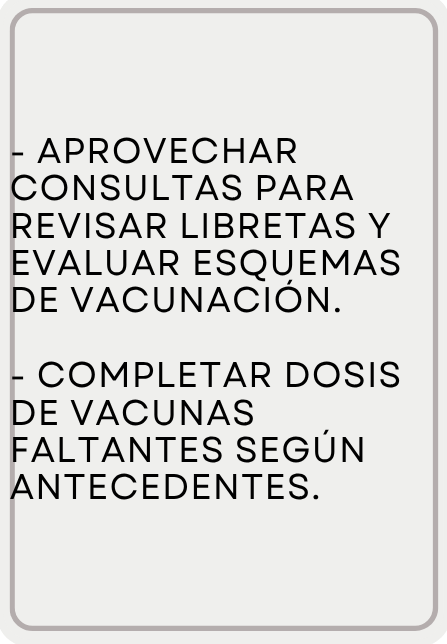 - APROVECHAR
CONSULTAS PARA
REVISAR LIBRETAS Y
EVALUAR ESQUEMAS
DE VACUNACIÓN.
- COMPLETAR DOSIS
DE VACUNAS
FALTANTES SEGÚN
ANTECEDENTES.